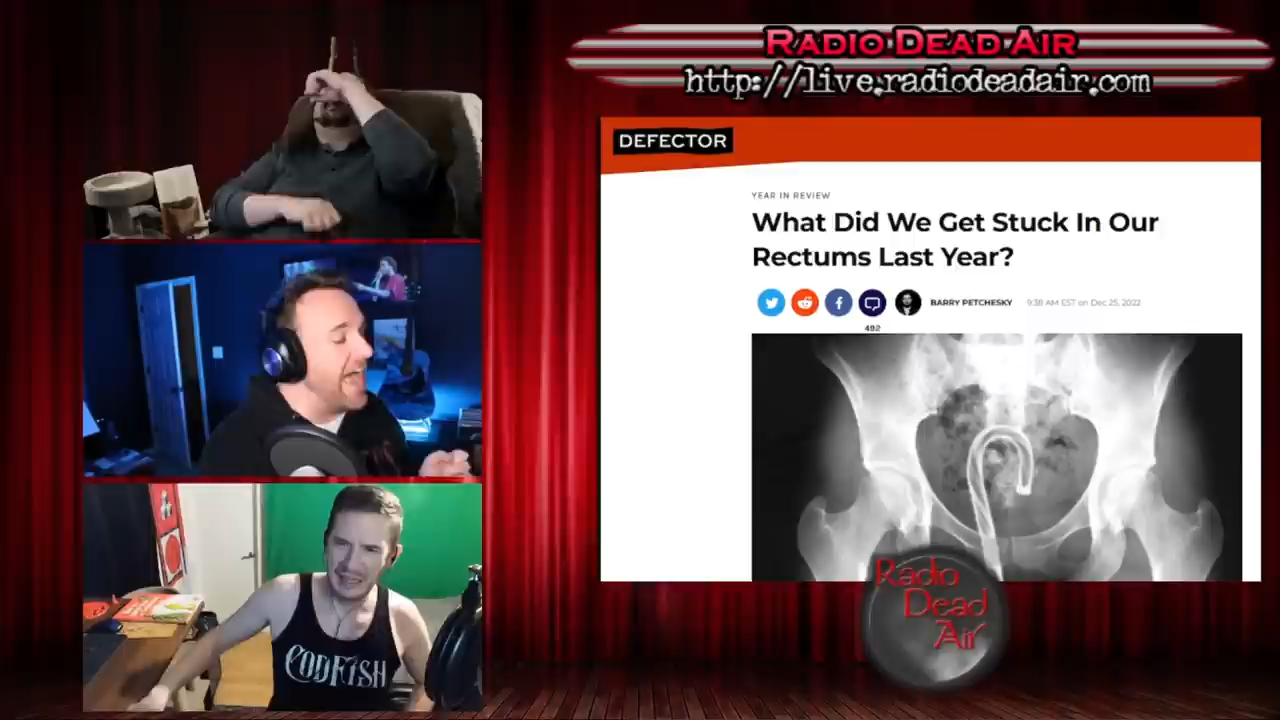 Radio Dead Air
http://live.radiodeadair.com
DEFECTOR
YEAR IN REVIEW
What Did We Get Stuck In Our
Rectums Last Year?
BARRY PETCHESKY 9:38 AM EST on Dec 25, 2022
492
Radio
Dead
Air
CODFISH